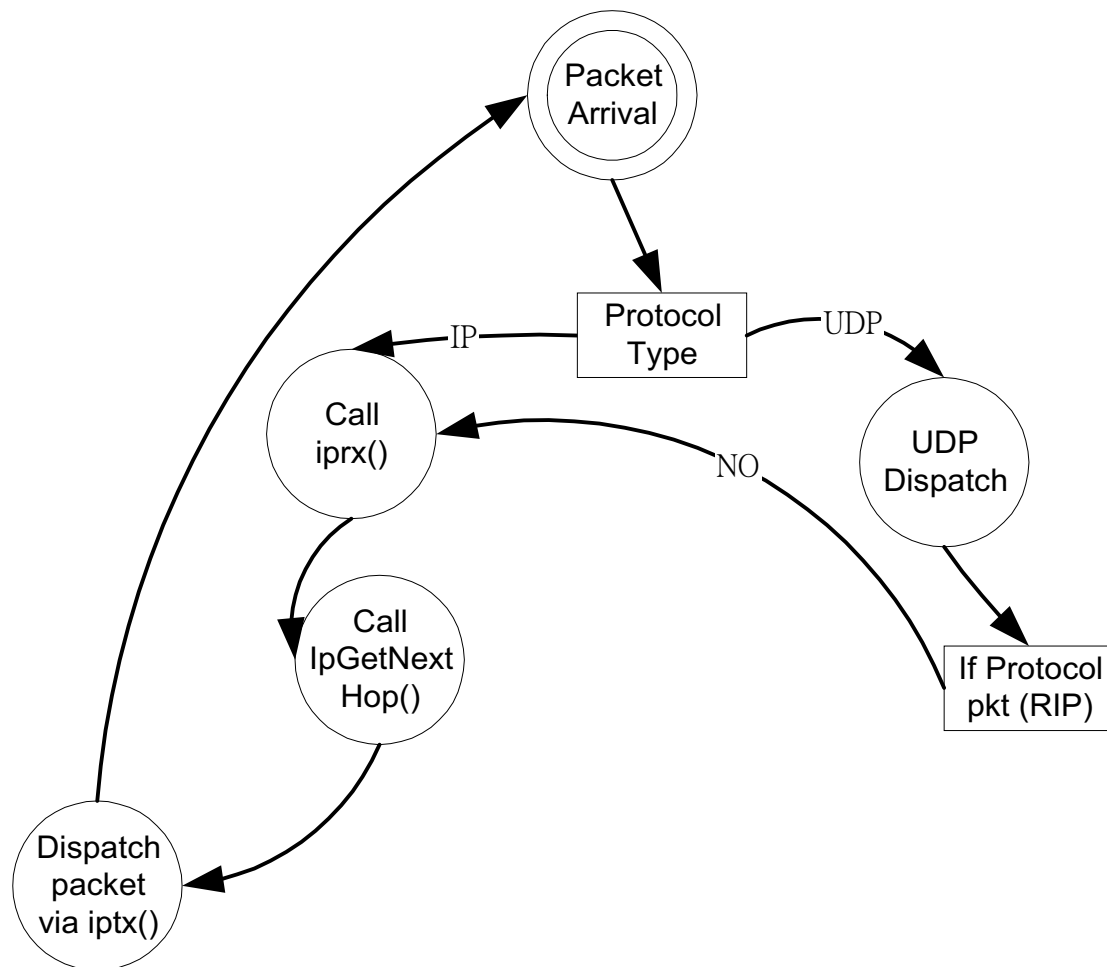 Packet
Arrival
Protocol
Type
IP
UDP
Call
iprx()
UDP
Dispatch
NO
Call
IpGetNext
Hop()
If Protocol
pkt (RIP)
Dispatch
packet
via iptx()